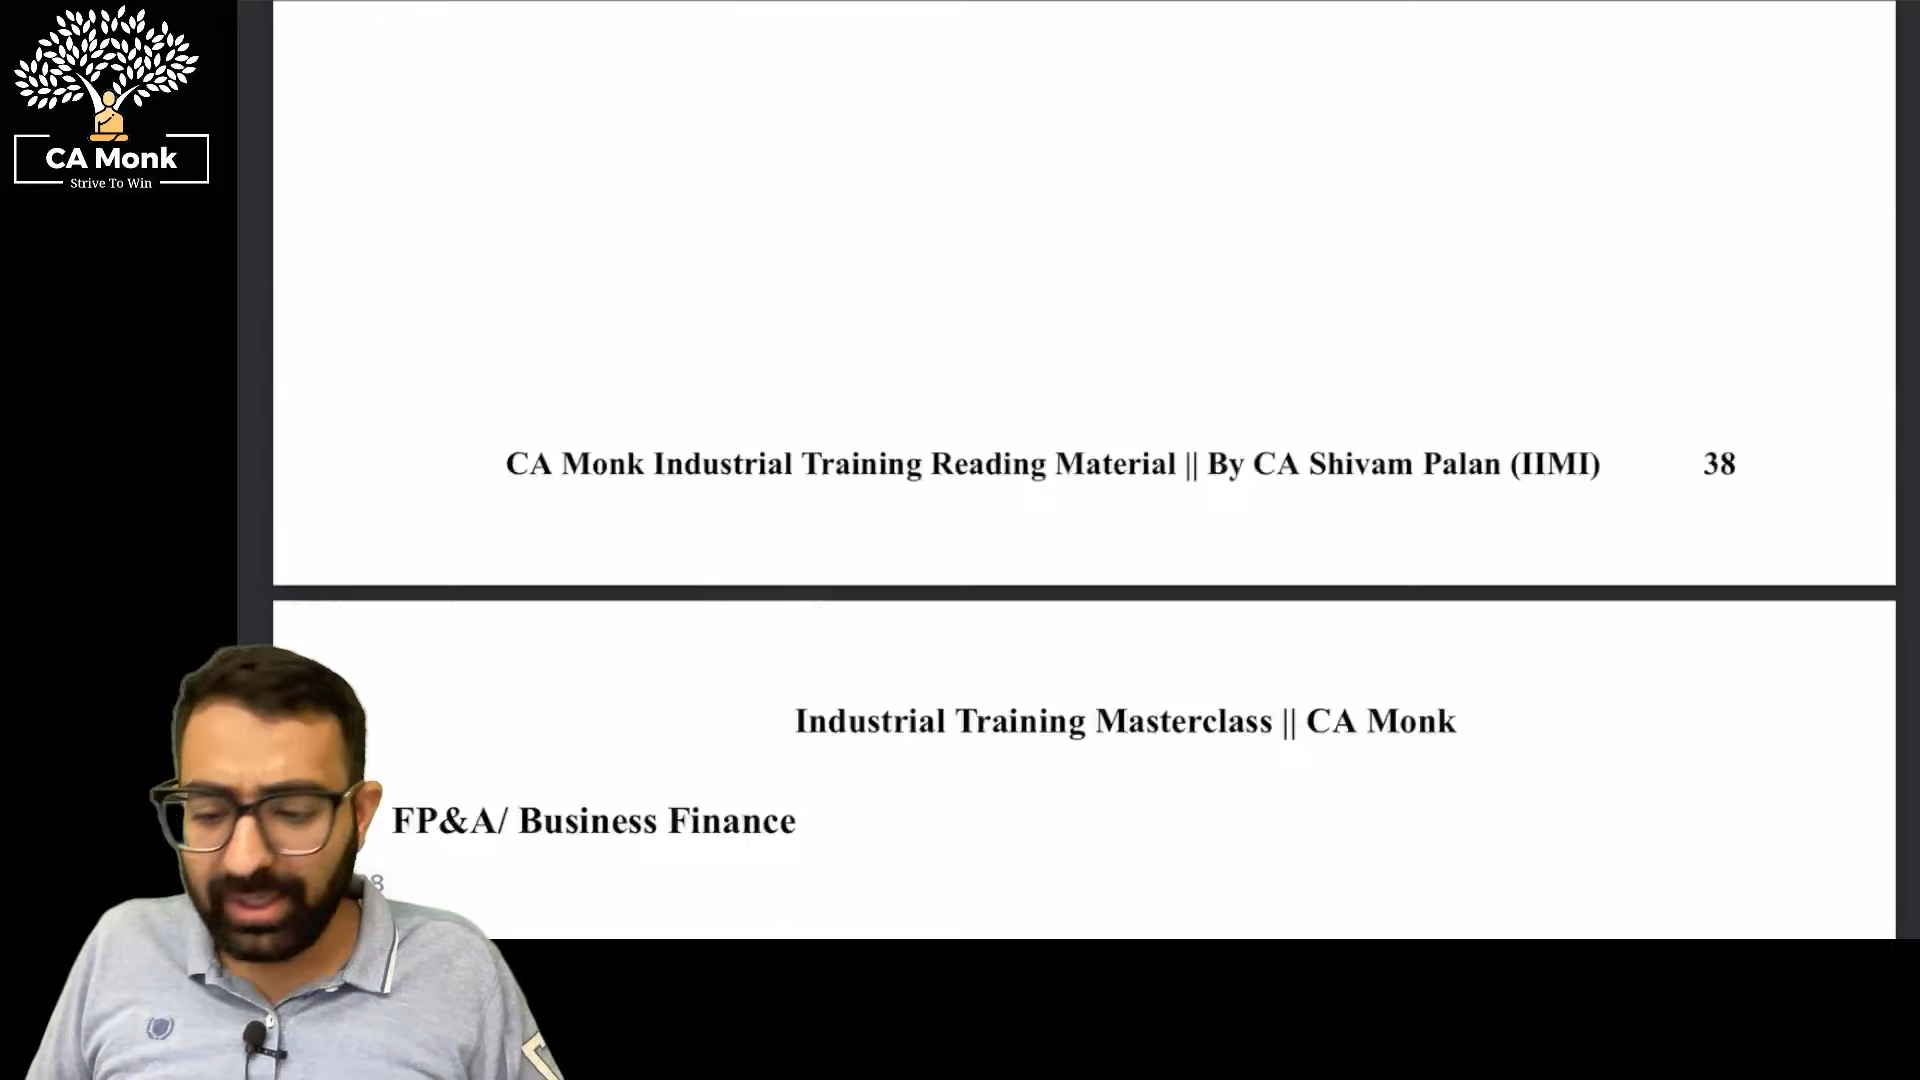 CA Monk
Strive To Win
CA Monk Industrial Training Reading Material || By CA Shivam Palan (IIMI) 38
Industrial Training Masterclass || CA Monk
FP&A/ Business Finance
8